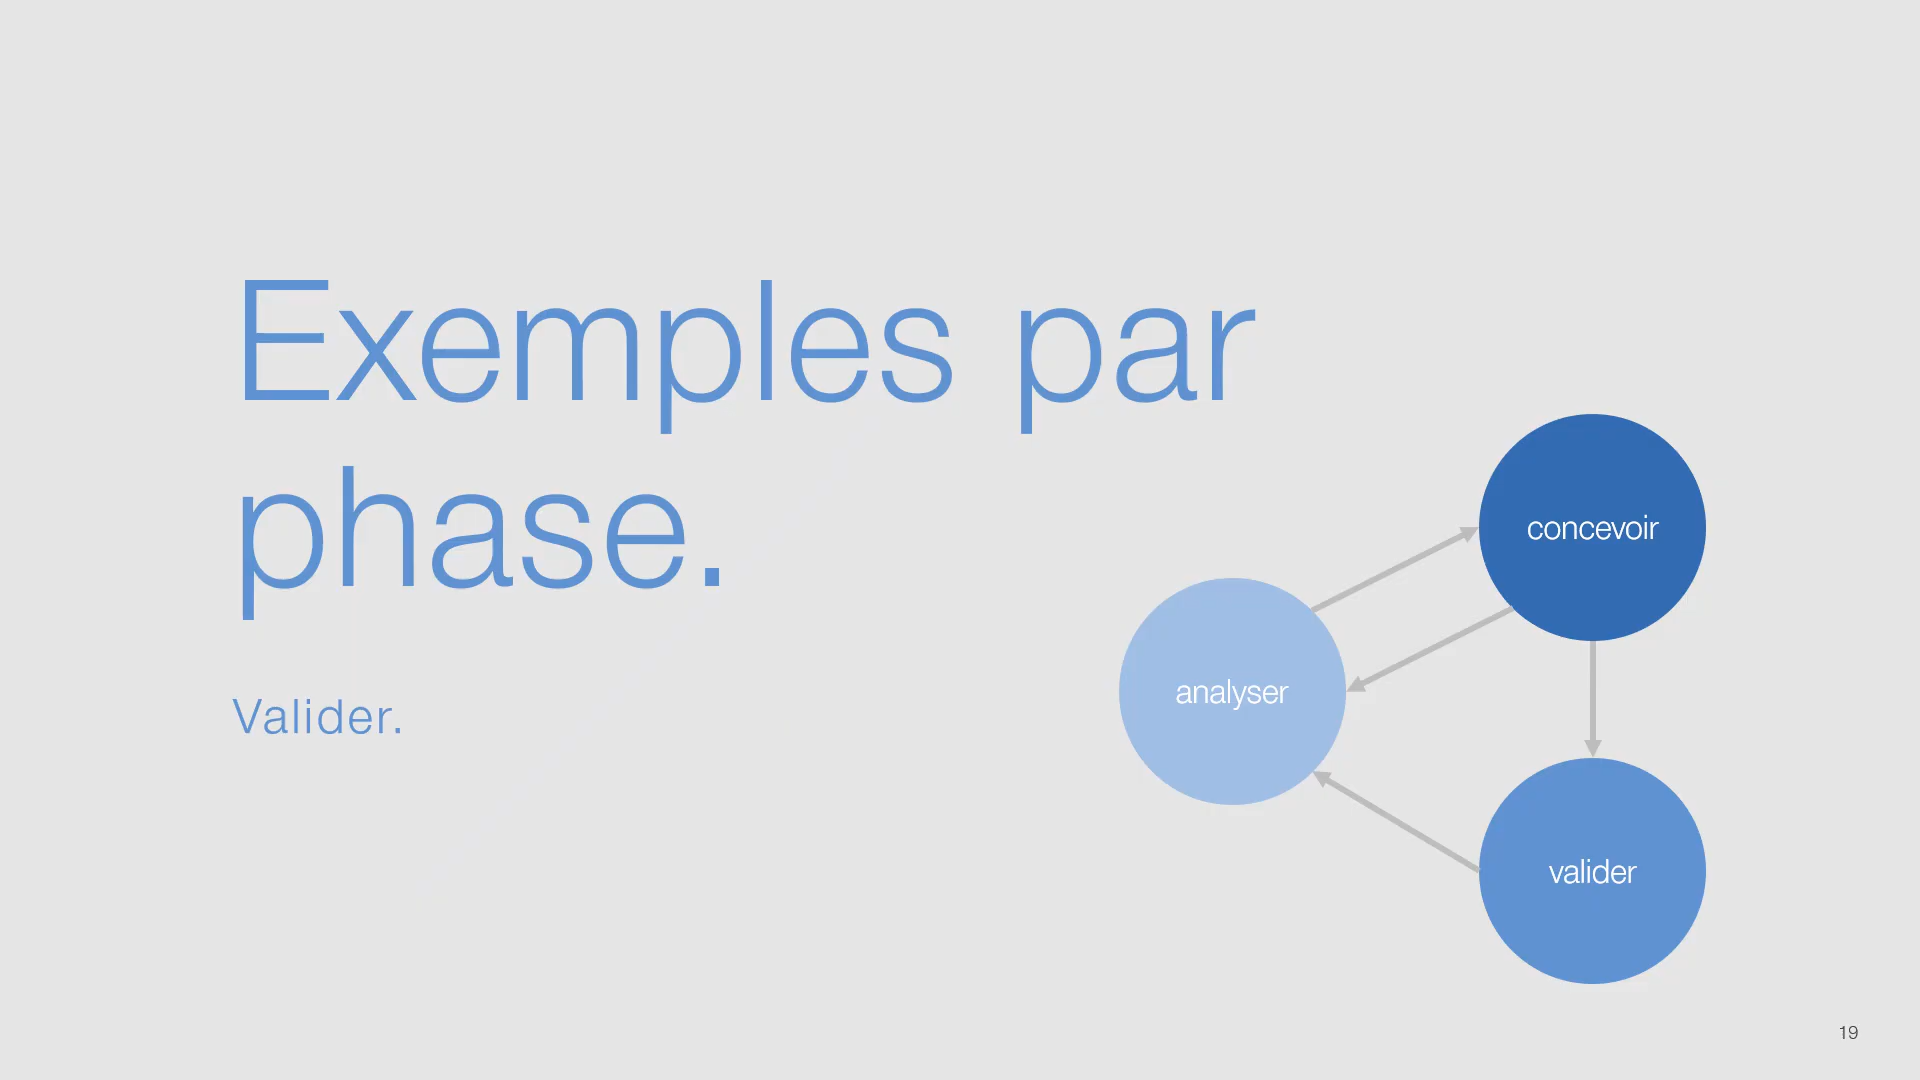 Exemples par
phase.
Valider.
concevoir
analyser
valider
19